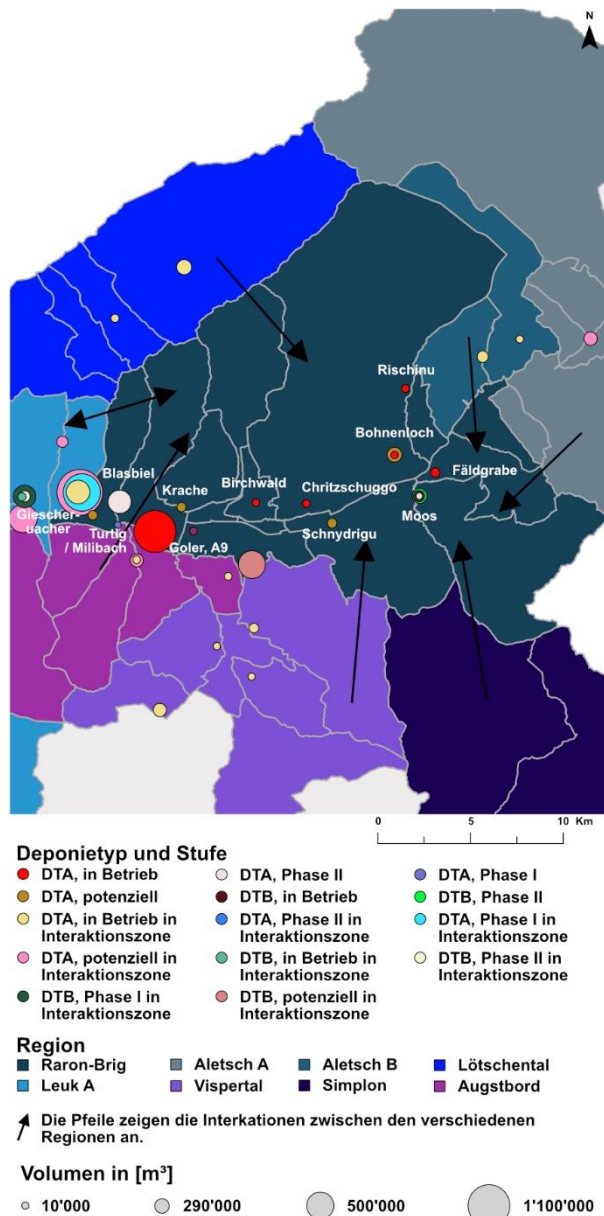 N
Rischinu
Bohnenloch
Blasbiel
Krache
Birchwald
Chritzschuggo
Fäldgrabe
Giescher-
uacher
Turtig
/ Milibach
Goler, A9
Schnydrigu
Moos
0 5 10 Km
Deponietyp und Stufe
DTA, in Betrieb
DTA, Phase II
DTA, Phase I
DTA, potenziell
DTB, in Betrieb
DTB, Phase II
DTA, in Betrieb in
Interaktionszone
DTA, Phase II in
Interaktionszone
DTA, Phase I in
Interaktionszone
DTA, potenziell in
Interaktionszone
DTB, in Betrieb in
Interaktionszone
DTB, Phase II in
Interaktionszone
DTB, Phase I in
Interaktionszone
DTB, potenziell in
Interaktionszone
Region
Raron-Brig
Aletsch A
Aletsch B
Lötschental
Leuk A
Vispertal
Simplon
Augstbord
Die Pfeile zeigen die Interkationen zwischen den verschiedenen
Regionen an.
Volumen in [m³]
10'000 290'000 500'000 1'100'000